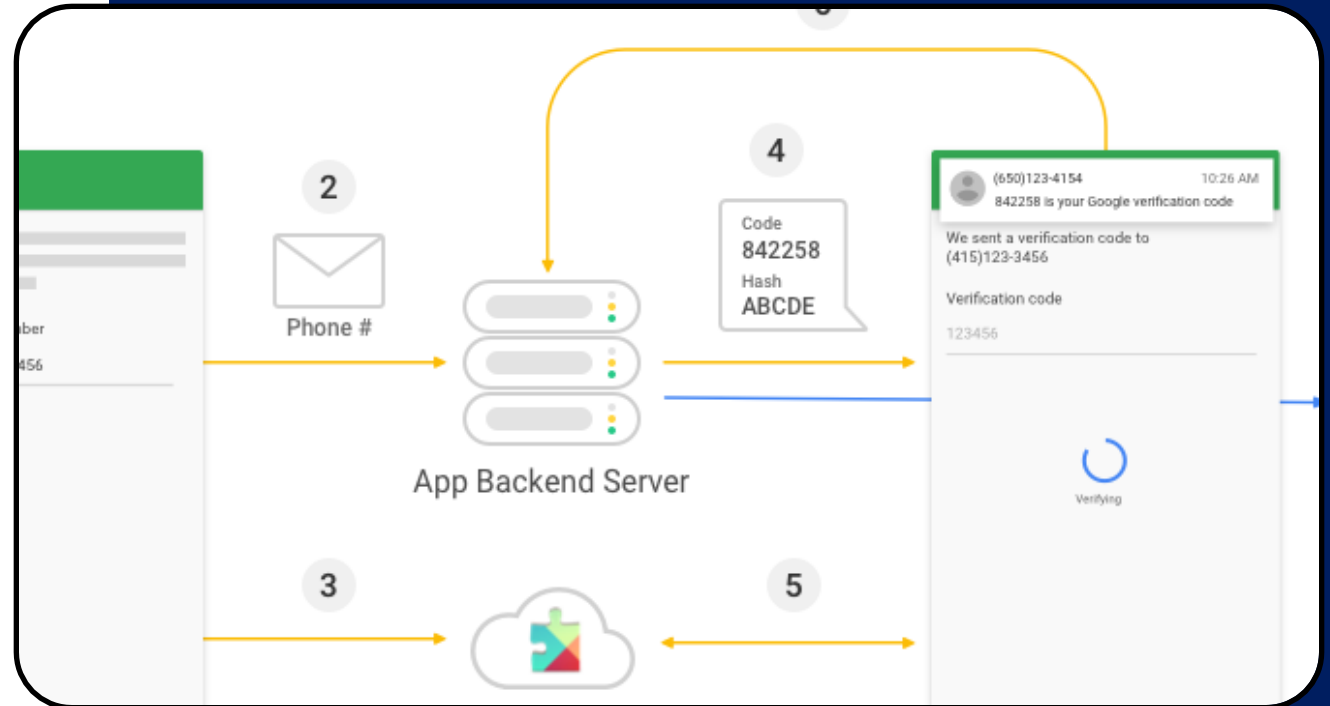 2
Phone #
4
Code
842258
Hash
ABCDE
(650)123-4154
10:26 AM
842258 is your Google verification code
We sent a verification code to
(415)123-3456
Verification code
123456
Verifying
456
App Backend Server
3
5